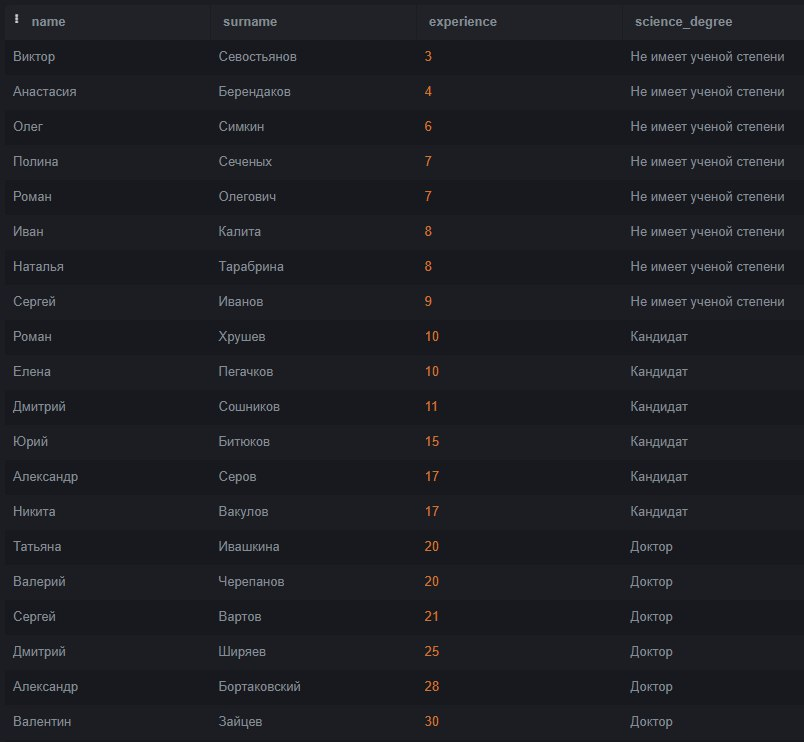 name surname experience science_degree
Виктор Севостьянов 3 Не имеет ученой степени
Анастасия Берендаков 4 Не имеет ученой степени
Олег Симкин 6 Не имеет ученой степени
Полина Сеченых 7 Не имеет ученой степени
Роман Олегович 7 Не имеет ученой степени
Иван Калита 8 Не имеет ученой степени
Наталья Тарабрина 8 Не имеет ученой степени
Сергей Иванов 9 Не имеет ученой степени
Роман Хрушев 10 Кандидат
Елена Пегачков 10 Кандидат
Дмитрий Сошников 11 Кандидат
Юрий Битюков 15 Кандидат
Александр Серов 17 Кандидат
Никита Вакулов 17 Кандидат
Татьяна Ивашкина 20 Доктор
Валерий Черепанов 20 Доктор
Сергей Вартов 21 Доктор
Дмитрий Ширяев 25 Доктор
Александр Бортаковский 28 Доктор
Валентин Зайцев 30 Доктор